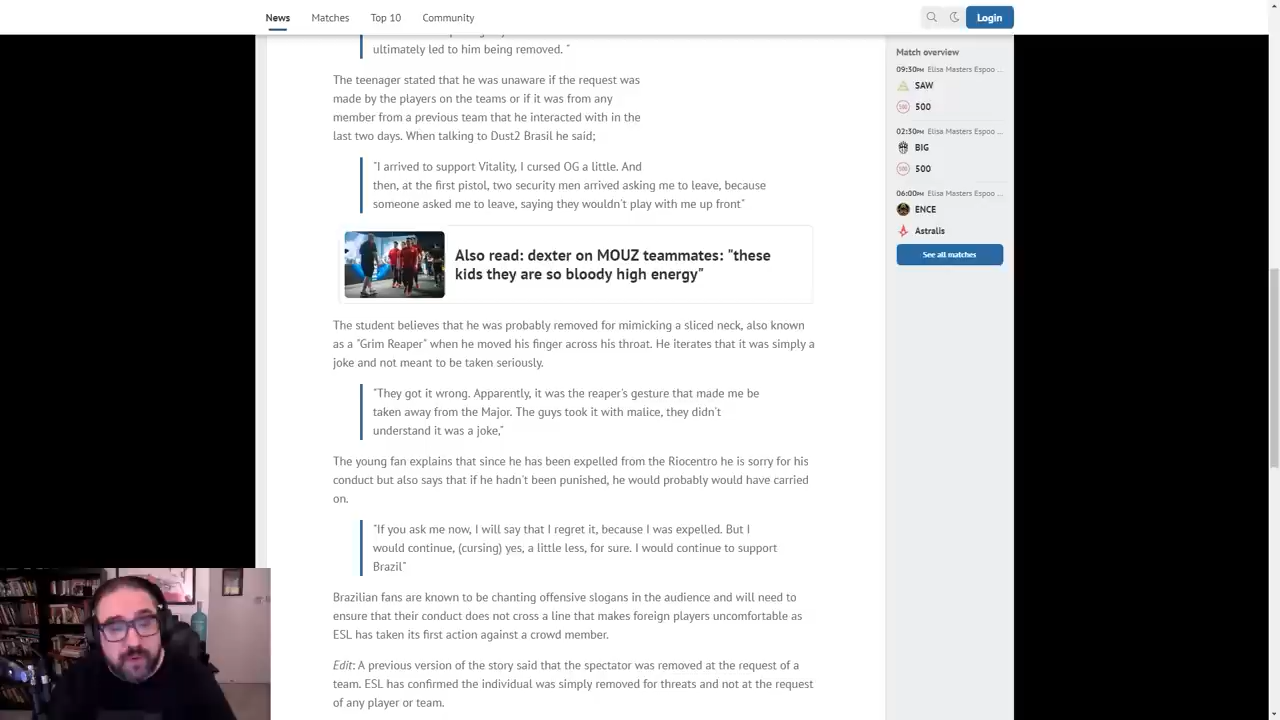 News
Matches
Top 10
Community
Login
ultimately led to him being removed. "
The teenager stated that he was unaware if the request was
made by the players on the teams or if it was from any
member from a previous team that he interacted with in the
last two days. When talking to Dust2 Brasil he said;
"I arrived to support Vitality, I cursed OG a little. And
then, at the first pistol, two security men arrived asking me to leave, because
someone asked me to leave, saying they wouldn't play with me up front"
Also read: dexter on MOUZ teammates: "these
kids they are so bloody high energy"
The student believes that he was probably removed for mimicking a sliced neck, also known
as a "Grim Reaper" when he moved his finger across his throat. He iterates that it was simply a
joke and not meant to be taken seriously.
"They got it wrong. Apparently, it was the reaper's gesture that made me be
taken away from the Major. The guys took it with malice, they didn't
understand it was a joke,"
The young fan explains that since he has been expelled from the Riocentro he is sorry for his
conduct but also says that if he hadn't been punished, he would probably would have carried
on.
"If you ask me now, I will say that I regret it, because I was expelled. But I
would continue, (cursing) yes, a little less, for sure. I would continue to support
Brazil"
Brazilian fans are known to be chanting offensive slogans in the audience and will need to
ensure that their conduct does not cross a line that makes foreign players uncomfortable as
ESL has taken its first action against a crowd member.
Edit: A previous version of the story said that the spectator was removed at the request of a
team. ESL has confirmed the individual was simply removed for threats and not at the request
of any player or team.
Match overview
09:30PM Elisa Masters Espoo ...
SAW
500
02:30PM Elisa Masters Espoo ...
BIG
500
06:00PM Elisa Masters Espoo ...
ENCE
Astralis
See all matches